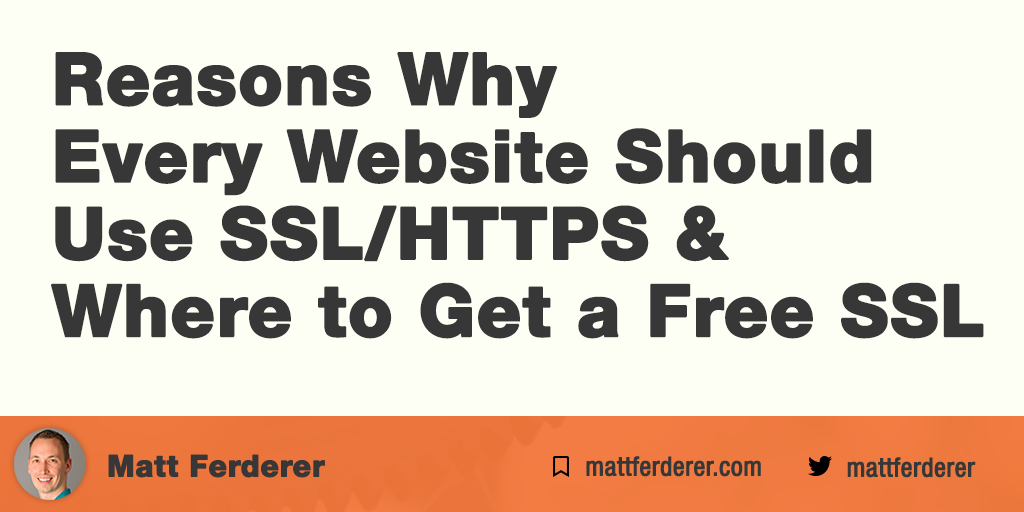 Reasons Why
Every Website Should
Use SSL/HTTPS &
Where to Get a Free SSL
Matt Ferderer
mattferderer.com
mattferderer